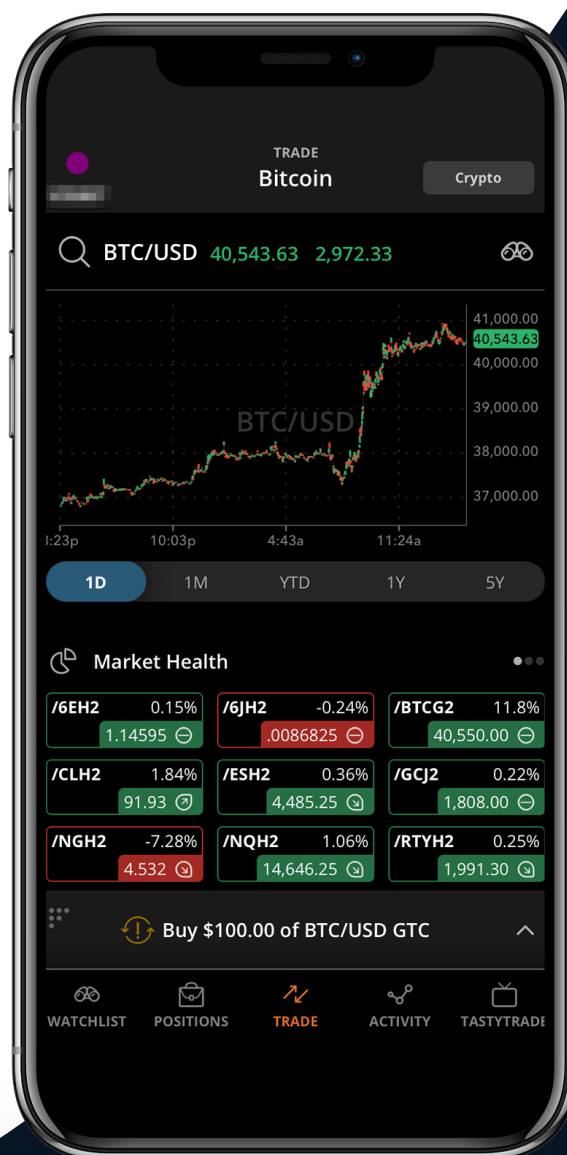 TRADE
Bitcoin
Crypto
BTC/USD 40,543.63 2,972.33
41,000.00
40,543.63
40,000.00
39,000.00
BTC/USD
38,000.00
37,000.00
:23p 10:03p 4:43a 11:24a
1D 1M YTD 1Y 5Y
Market Health
/6EH2 0.15% /6JH2 -0.24% /BTCG2 11.8%
1.14595 .0086825 40,550.00
/CLH2 1.84% /ESH2 0.36% /GCJ2 0.22%
91.93 4,485.25 1,808.00
/NGH2 -7.28% /NQH2 1.06% /RTYH2 0.25%
4.532 14,646.25 1,991.30
Buy $100.00 of BTC/USD GTC
WATCHLIST POSITIONS TRADE ACTIVITY TASTYTRADE